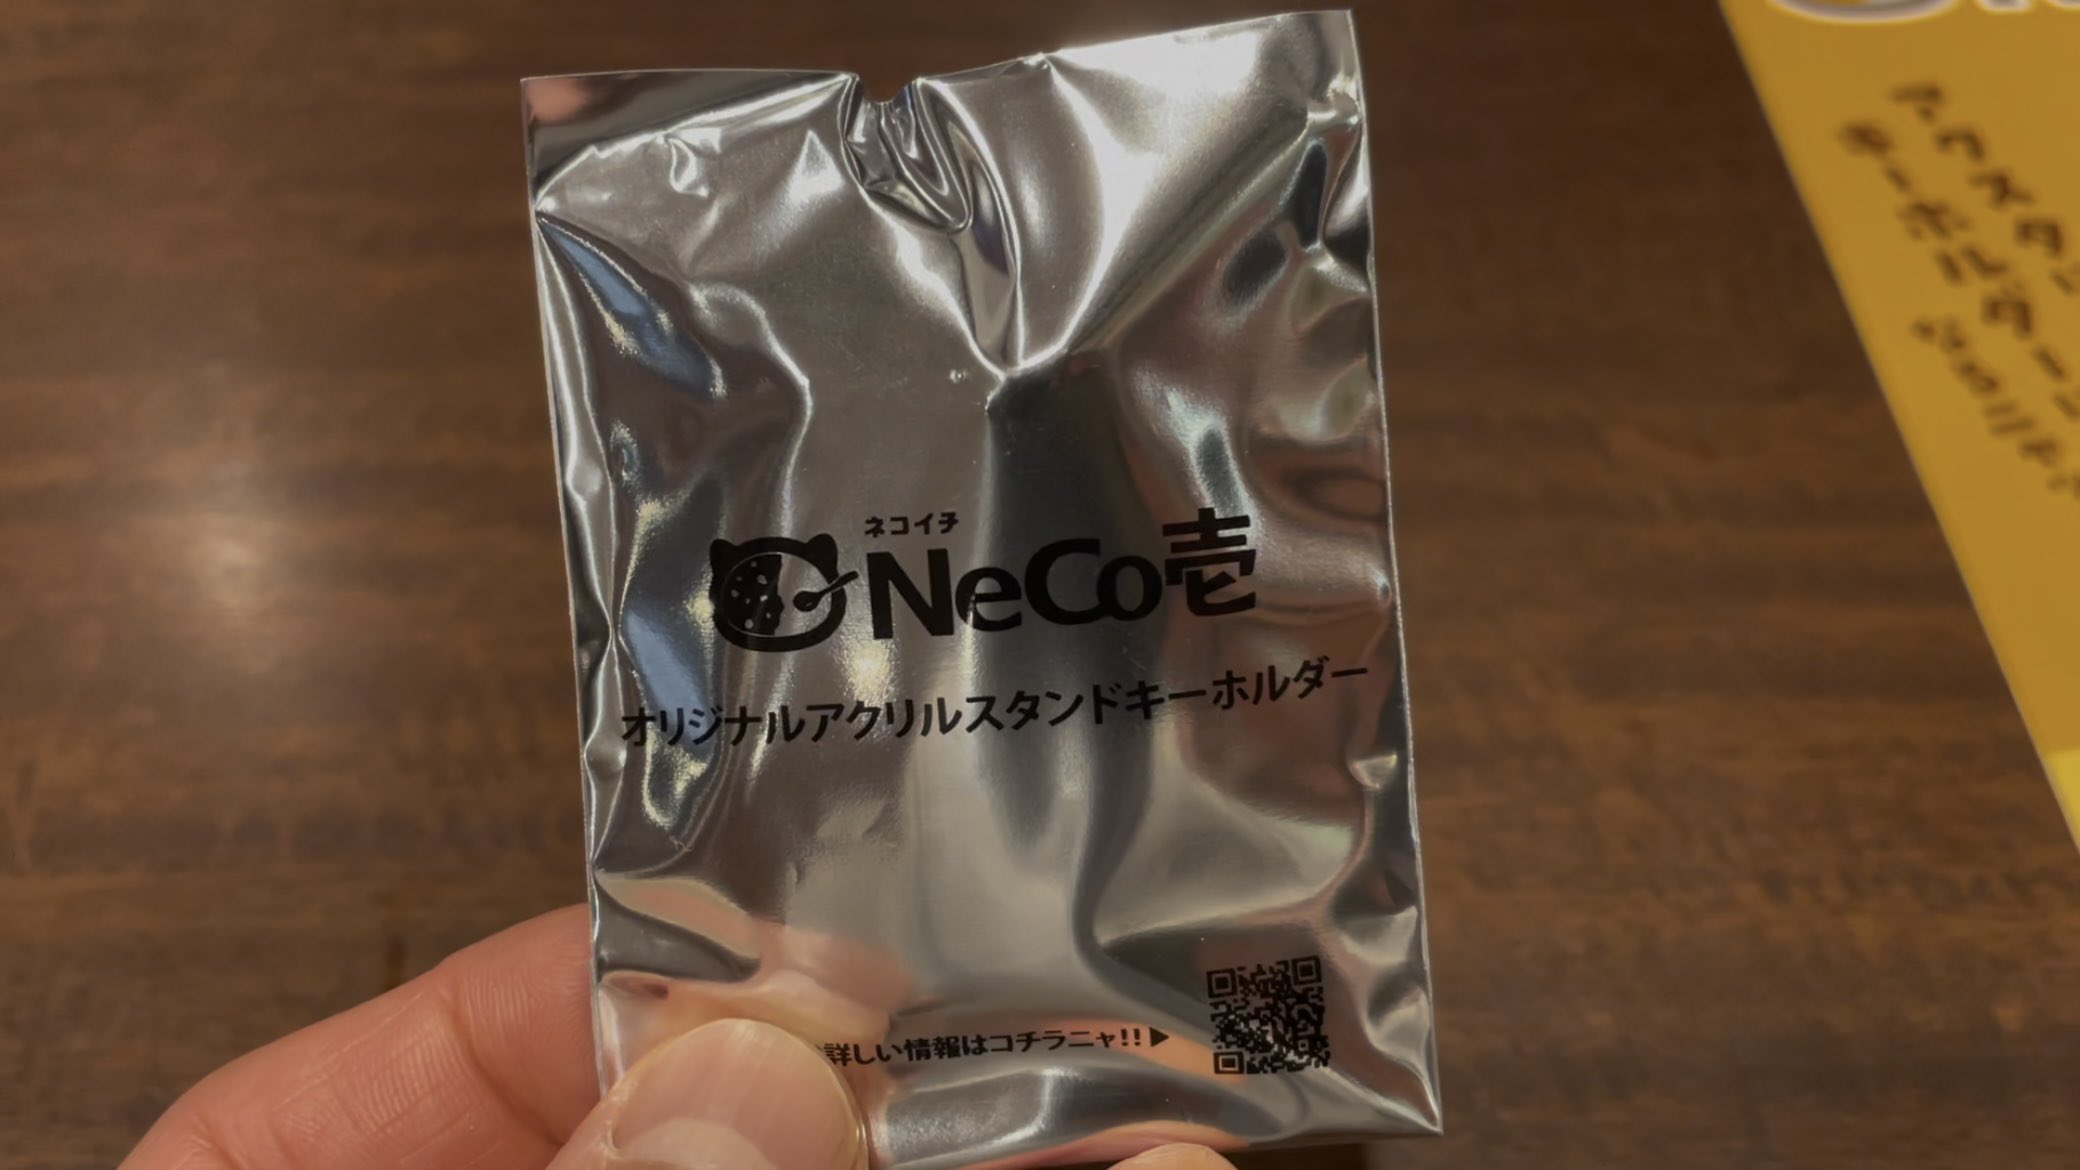 ネコイチ
NeCo壱
オリジナルアクリルスタンドキーホルダー
詳しい情報はコチラニャ!!▶